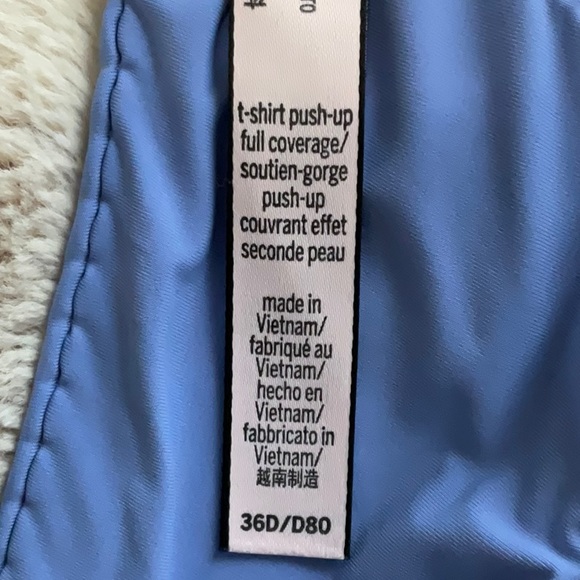 t-shirt push-up
full coverage/
soutien-gorge
push-up
couvrant effet
seconde peau
made in
Vietnam/
fabriqué au
Vietnam/
hecho en
Vietnam/
fabbricato in
Vietnam/
越南制造
36D/D80